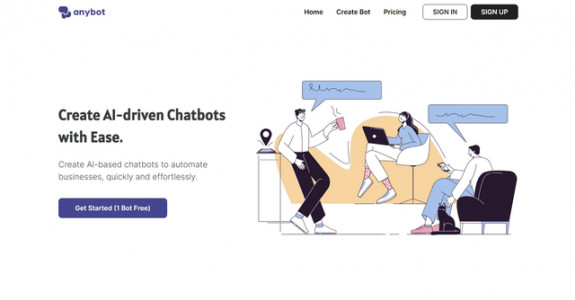 anybot
Home Create Bot Pricing SIGN IN SIGN UP
Create AI-driven Chatbots
with Ease.
Create AI-based chatbots to automate
businesses, quickly and effortlessly.
Get Started (1 Bot Free)